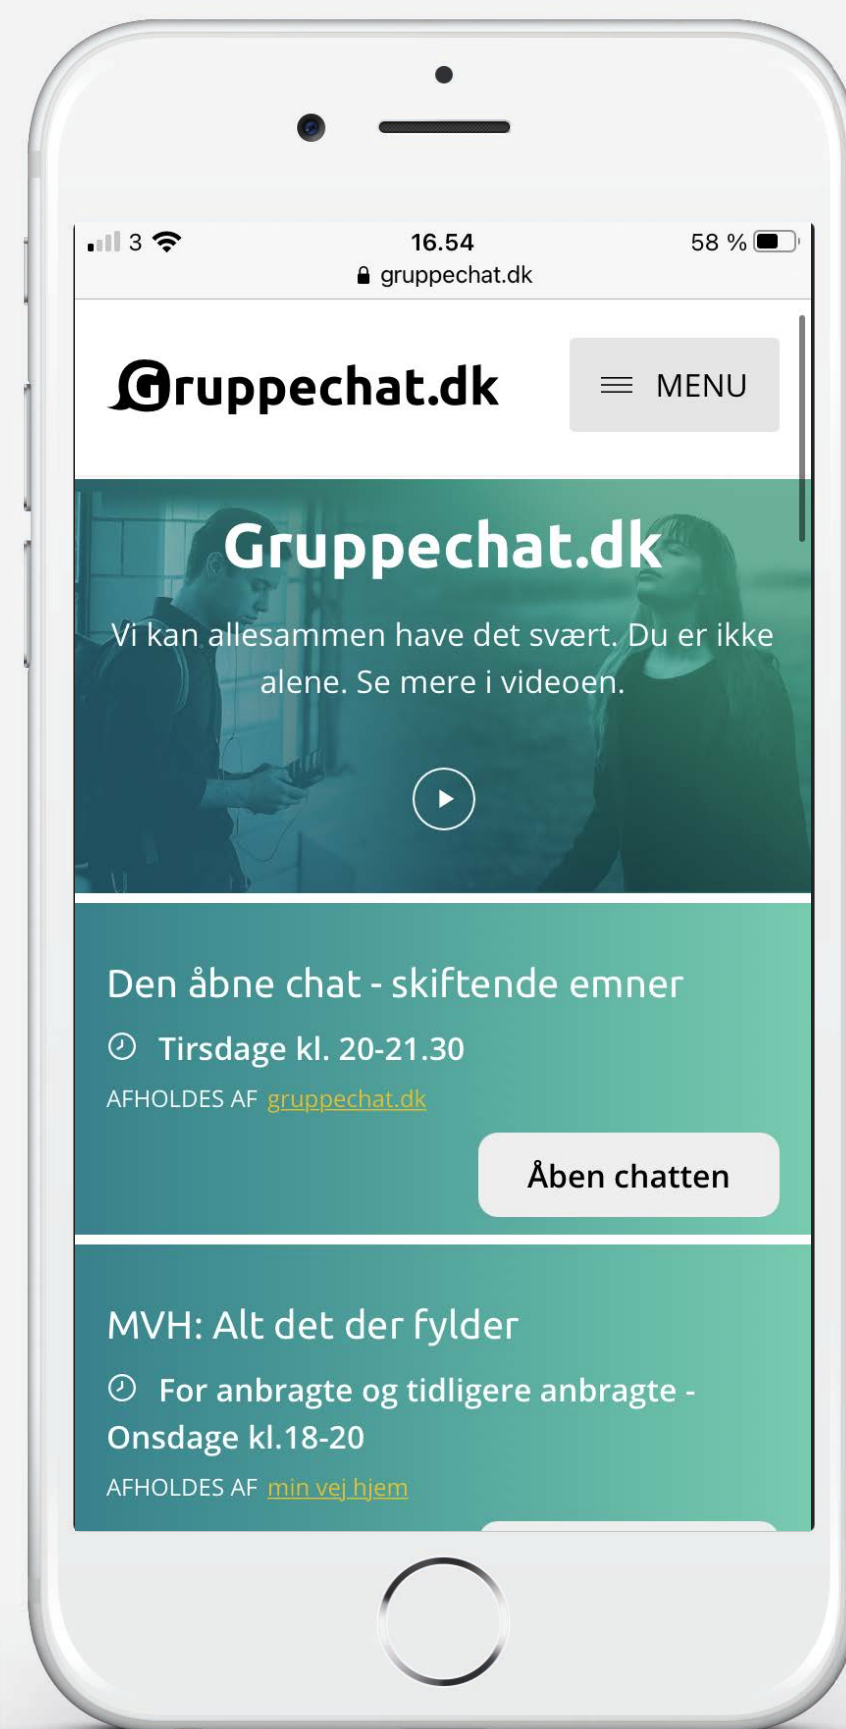 3
16.54
58 %
gruppechat.dk
Gruppechat.dk
MENU
Gruppechat.dk
Vi kan allesammen have det svært. Du er ikke
alene. Se mere i videoen.
Den åbne chat - skiftende emner
Tirsdage kl. 20-21.30
AFHOLDES AF gruppechat.dk
Åben chatten
MVH: Alt det der fylder
For anbragte og tidligere anbragte -
Onsdage kl.18-20
AFHOLDES AF min vej hjem